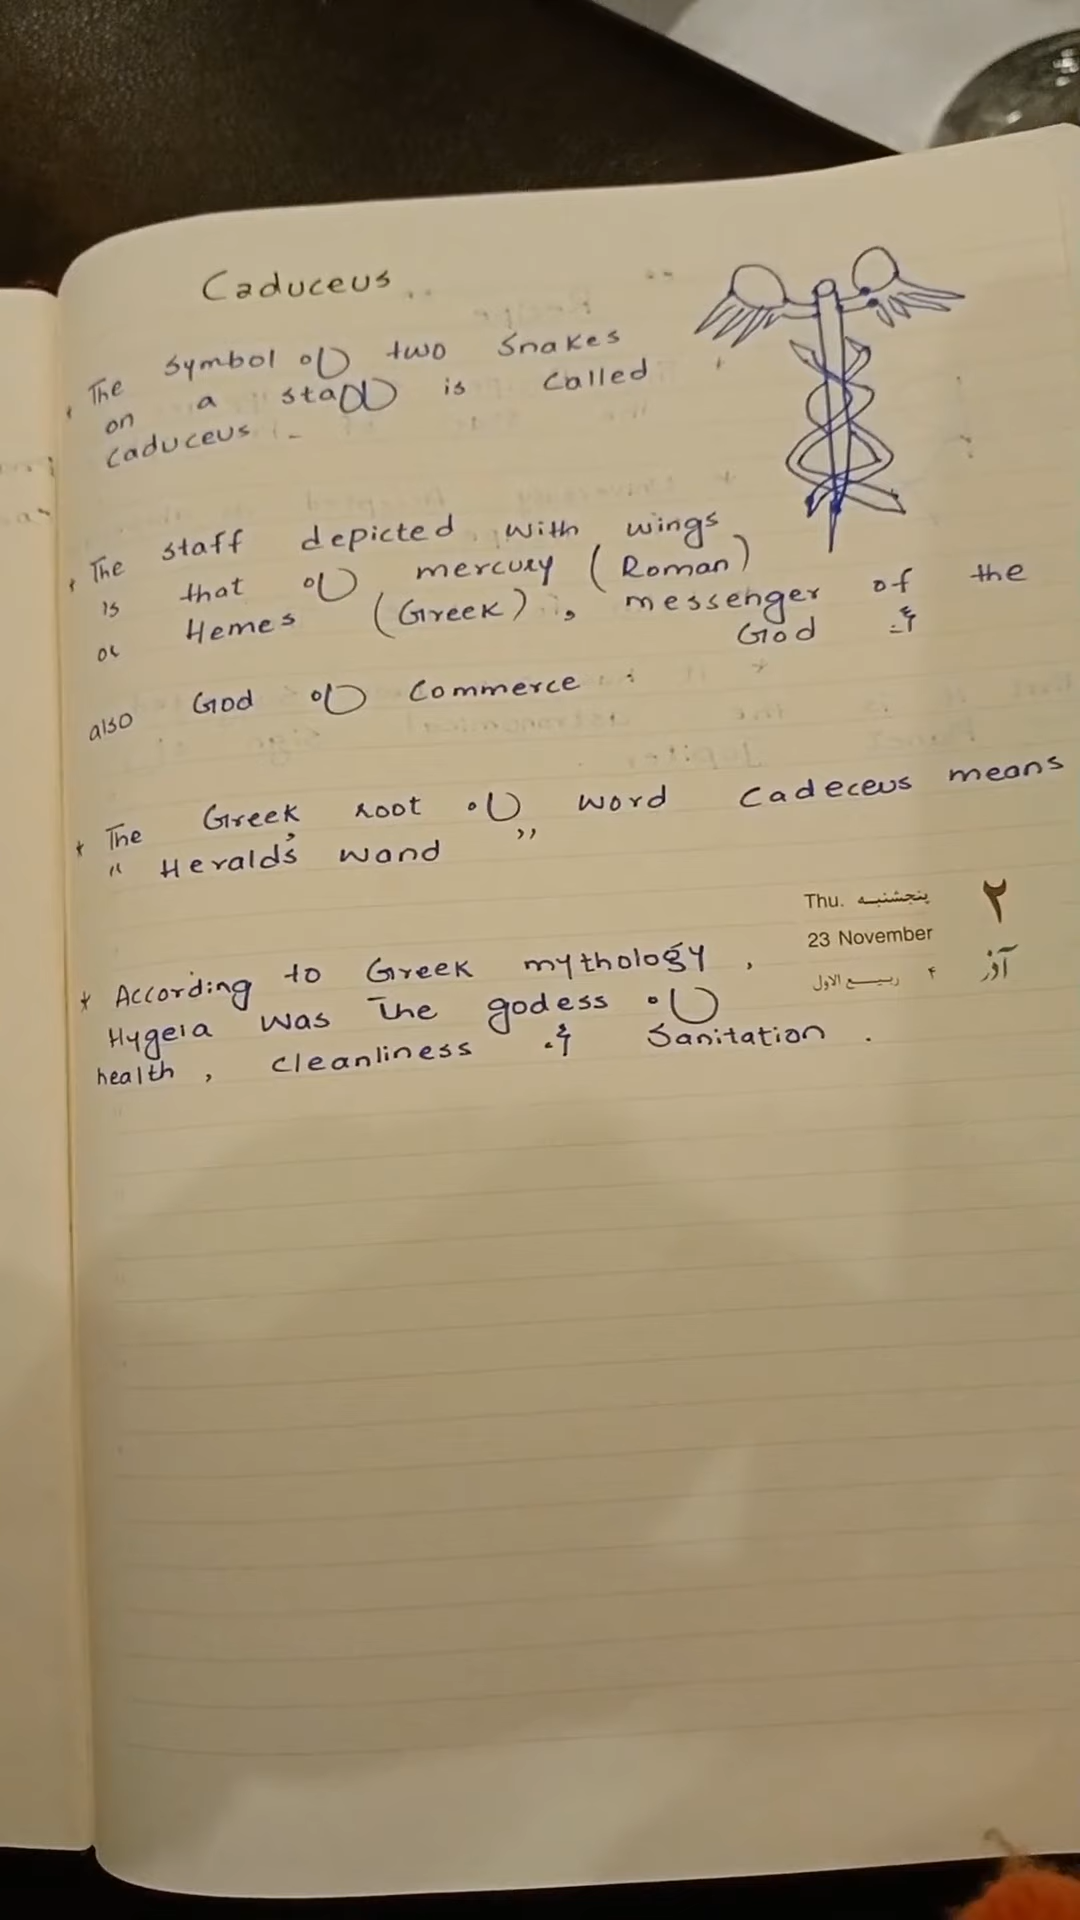 Caduceus
* The symbol of two Snakes
on a staff is Called
Caduceus.
* The staff depicted with wings
is that of mercury (Roman)
or Hemes (Greek), messenger of the
God &
also God of Commerce.
* The Greek root of word Cadeceus means
" Herald's wand "
Thu. پنجشنبه ۲
23 November
۴ ربیع الاول آذر
* According to Greek mythology,
Hygeia was The godess of
health, cleanliness & Sanitation.